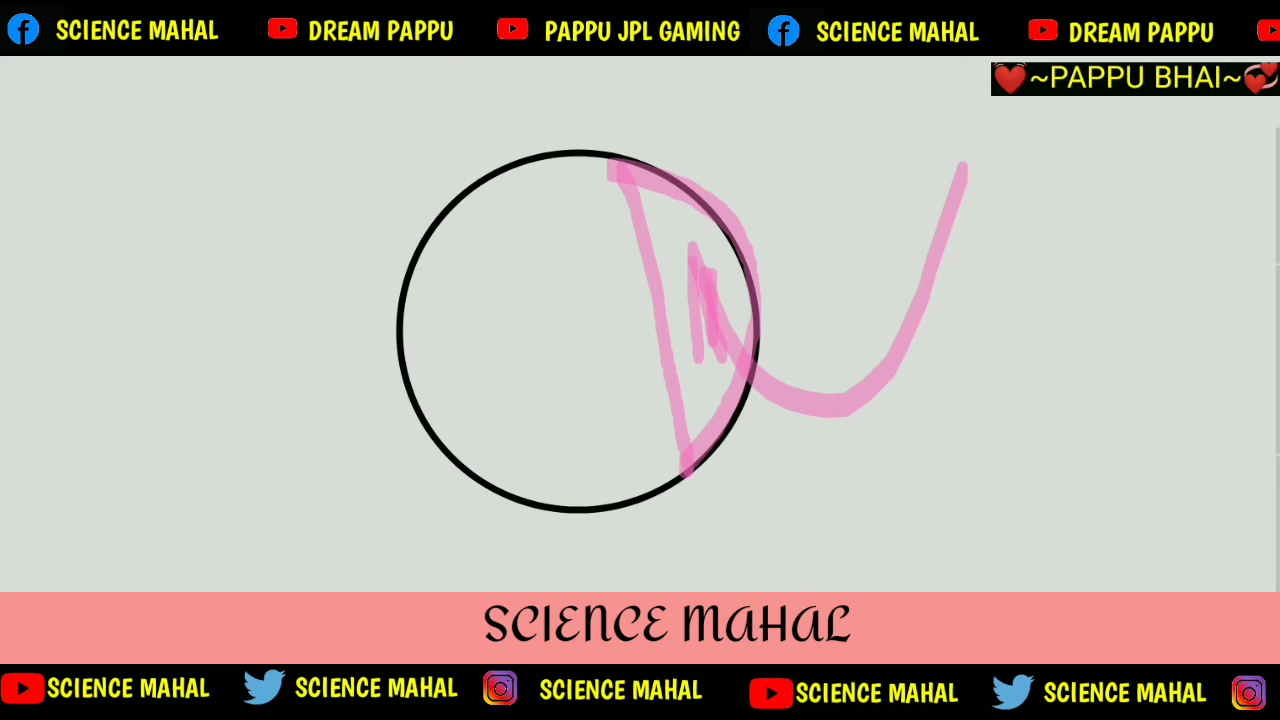 SCIENCE MAHAL DREAM PAPPU PAPPU JPL GAMING SCIENCE MAHAL DREAM PAPPU
~PAPPU BHAI~
SCIENCE MAHAL
SCIENCE MAHAL SCIENCE MAHAL SCIENCE MAHAL SCIENCE MAHAL SCIENCE MAHAL